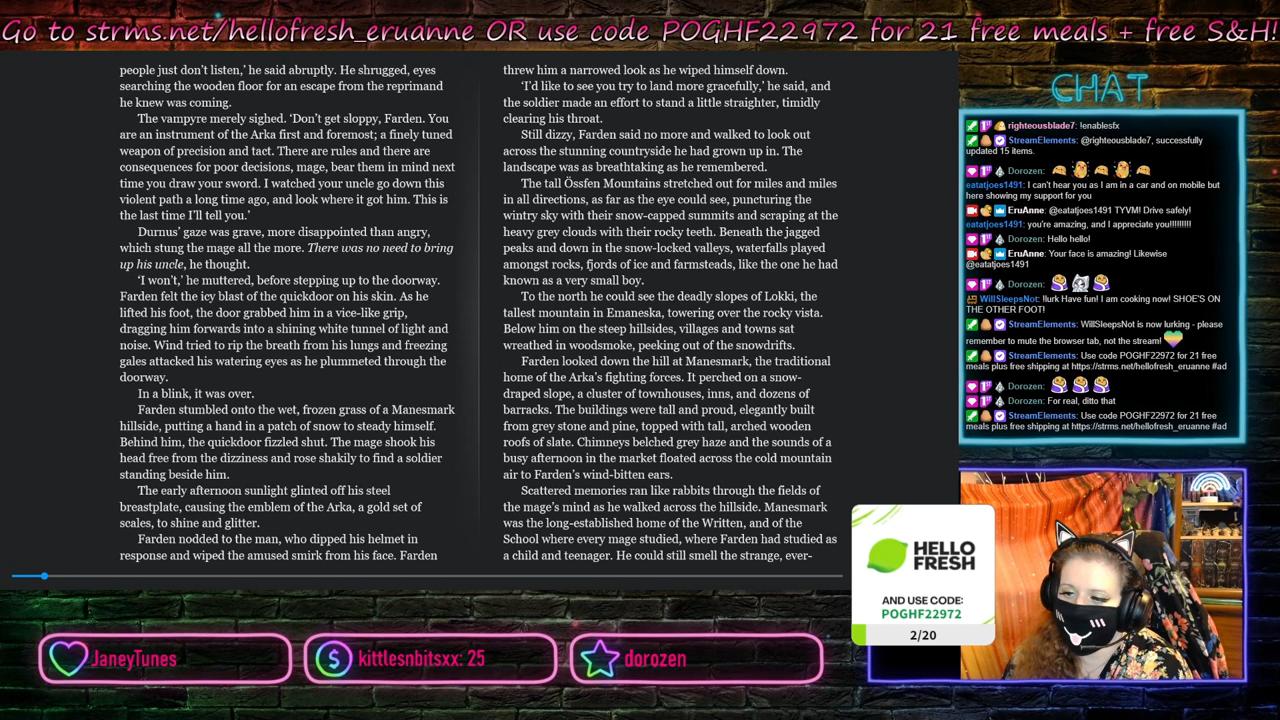 Go to strms.net/hellofresh_eruanne OR use code POGHF22972 for 21 free meals + free S&H!
people just don't listen,' he said abruptly. He shrugged, eyes
searching the wooden floor for an escape from the reprimand
he knew was coming.
The vampyre merely sighed. 'Don't get sloppy, Farden. You
are an instrument of the Arka first and foremost; a finely tuned
weapon of precision and tact. There are laws and there are
consequences for poor decisions, mage, bear them in mind next
time you draw your sword. I watched your uncle go down this
violent path a long time ago, and look where it got him. This is
the last time I'll tell you.'
Durnus' gaze was grave, more disappointed than angry,
which stung the mage all the more. There was no need to bring
up his uncle, he thought.
'I won't,' he muttered, before stepping up to the doorway.
Farden felt the icy blast of the quickdoor on his skin. As he
lifted his foot, the door grabbed him in a vice-like grip,
dragging him forwards into a shining white tunnel of light and
noise. Wind tried to rip the breath from his lungs and freezing
gales attacked his watering eyes as he plummeted through the
doorway.
In a blink, it was over.
Farden stumbled onto the wet, frozen grass of a Manesmark
hillside, putting a hand in a patch of snow to steady himself.
Behind him, the quickdoor fizzled shut. The mage shook his
head free from the dizziness and rose shakily to find a soldier
standing beside him.
The early afternoon sunlight glinted off his steel
breastplate, causing the emblem of the Arka, a gold set of
scales, to shine and glitter.
Farden nodded to the man, who dipped his helmet in
response and wiped the amused smirk from his face. Farden
threw him a narrowed look as he wiped himself down.
'I'd like to see you try to land more gracefully,' he said, and
the soldier made an effort to stand a little straighter, timidly
clearing his throat.
Still dizzy, Farden said no more and walked to look out
across the stunning countryside he had grown up in. The
landscape was as breathtaking as he remembered.
The tall Össfen Mountains stretched out for miles and miles
in all directions, as far as the eye could see, puncturing the
wintry sky with their snow-capped summits and scraping at the
heavy grey clouds with their rocky teeth. Beneath the jagged
peaks and down in the snow-locked valleys, waterfalls played
amongst rocks, fjords of ice and farmsteads, like the one he had
known as a very small boy.
To the north he could see the deadly slopes of Lokki, the
tallest mountain in Emaneska, towering over the rocky vista.
Below him on the steep hillsides, villages and towns sat
wreathed in woodsmoke, peeking out of the snowdrifts.
Farden looked down the hill at Manesmark, the traditional
home of the Arka's fighting forces. It perched on a snow-
draped slope, a cluster of townhouses, inns, and dozens of
barracks. The buildings were tall and proud, elegantly built
from grey stone and pine, topped with tall, arched wooden
roofs of slate. Chimneys belched grey haze and the sounds of a
busy afternoon in the market floated across the cold mountain
air to Farden's wind-bitten ears.
Scattered memories ran like rabbits through the fields of
the mage's mind as he walked across the hillside. Manesmark
was the long-established home of the Written, and of the
School where every mage studied, where Farden had studied as
a child and teenager. He could still smell the strange, ever-
CHAT
righteousblade7: !enablesfx
StreamElements: @righteousblade7, successfully
updated 15 items.
Dorozen:
eatatjoes1491: I can't hear you as I am in a car and on mobile but
here showing my support for you
EruAnne: @eatatjoes1491 TYVM! Drive safely!
eatatjoes1491: you're amazing, and I appreciate you!!!!!!!!!
Dorozen: Hello hello!
EruAnne: Your face is amazing! Likewise
@eatatjoes1491
Dorozen:
WillSleepsNot: !lurk Have fun! I am cooking now! SHOE'S ON
THE OTHER FOOT!
StreamElements: WillSleepsNot is now lurking - please
remember to mute the browser tab, not the stream!
StreamElements: Use code POGHF22972 for 21 free
meals plus free shipping at https://strms.net/hellofresh_eruanne #ad
Dorozen:
Dorozen: For real, ditto that
StreamElements: Use code POGHF22972 for 21 free
meals plus free shipping at https://strms.net/hellofresh_eruanne #ad
HELLO
FRESH
AND USE CODE:
POGHF22972
2/20
JaneyTunes
kittlesnbitsxx: 25
dorozen